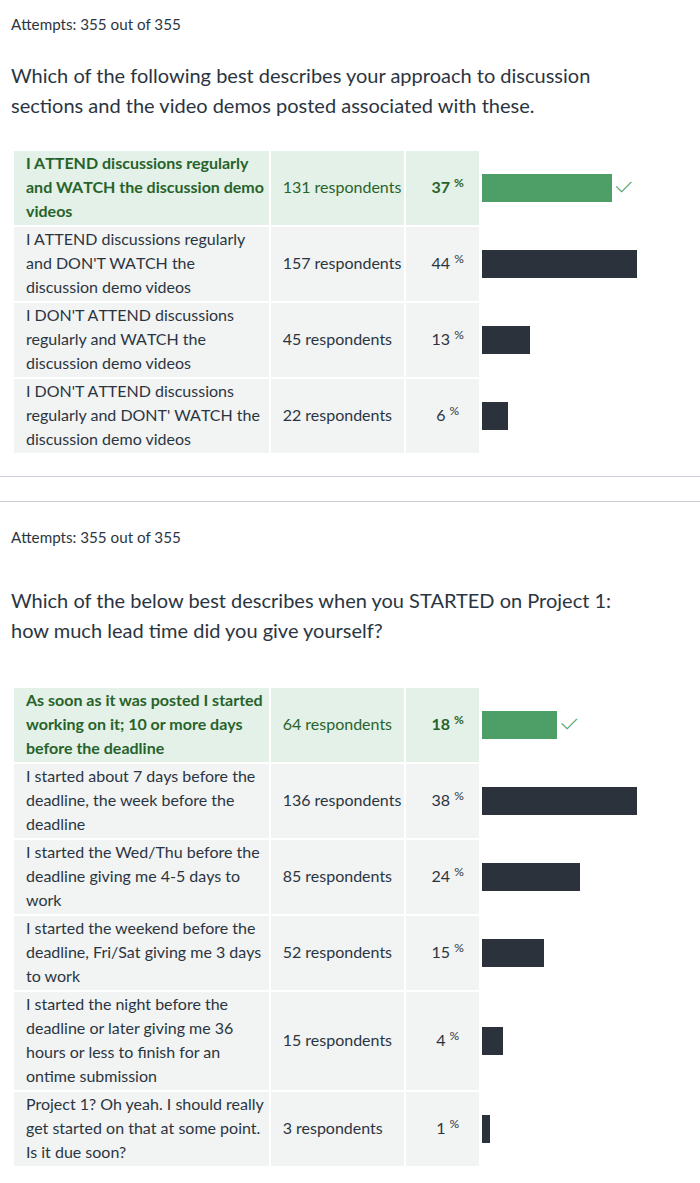 Attempts: 355 out of 355
Which of the following best describes your approach to discussion
sections and the video demos posted associated with these.
I ATTEND discussions regularly
and WATCH the discussion demo
videos
131 respondents
37 %
I ATTEND discussions regularly
and DON'T WATCH the
discussion demo videos
157 respondents
44 %
I DON'T ATTEND discussions
regularly and WATCH the
discussion demo videos
45 respondents
13 %
I DON'T ATTEND discussions
regularly and DONT' WATCH the
discussion demo videos
22 respondents
6 %
Attempts: 355 out of 355
Which of the below best describes when you STARTED on Project 1:
how much lead time did you give yourself?
As soon as it was posted I started
working on it; 10 or more days
before the deadline
64 respondents
18 %
I started about 7 days before the
deadline, the week before the
deadline
136 respondents
38 %
I started the Wed/Thu before the
deadline giving me 4-5 days to
work
85 respondents
24 %
I started the weekend before the
deadline, Fri/Sat giving me 3 days
to work
52 respondents
15 %
I started the night before the
deadline or later giving me 36
hours or less to finish for an
ontime submission
15 respondents
4 %
Project 1? Oh yeah. I should really
get started on that at some point.
Is it due soon?
3 respondents
1 %